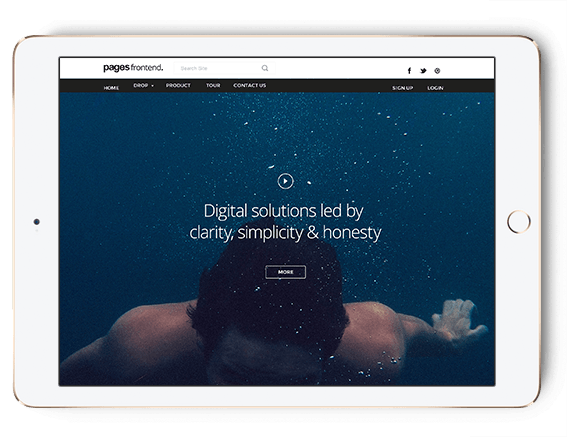 pages frontend.
Search Site
HOME DROP PRODUCT TOUR CONTACT US SIGN UP LOGIN
Digital solutions led by
clarity, simplicity & honesty
MORE